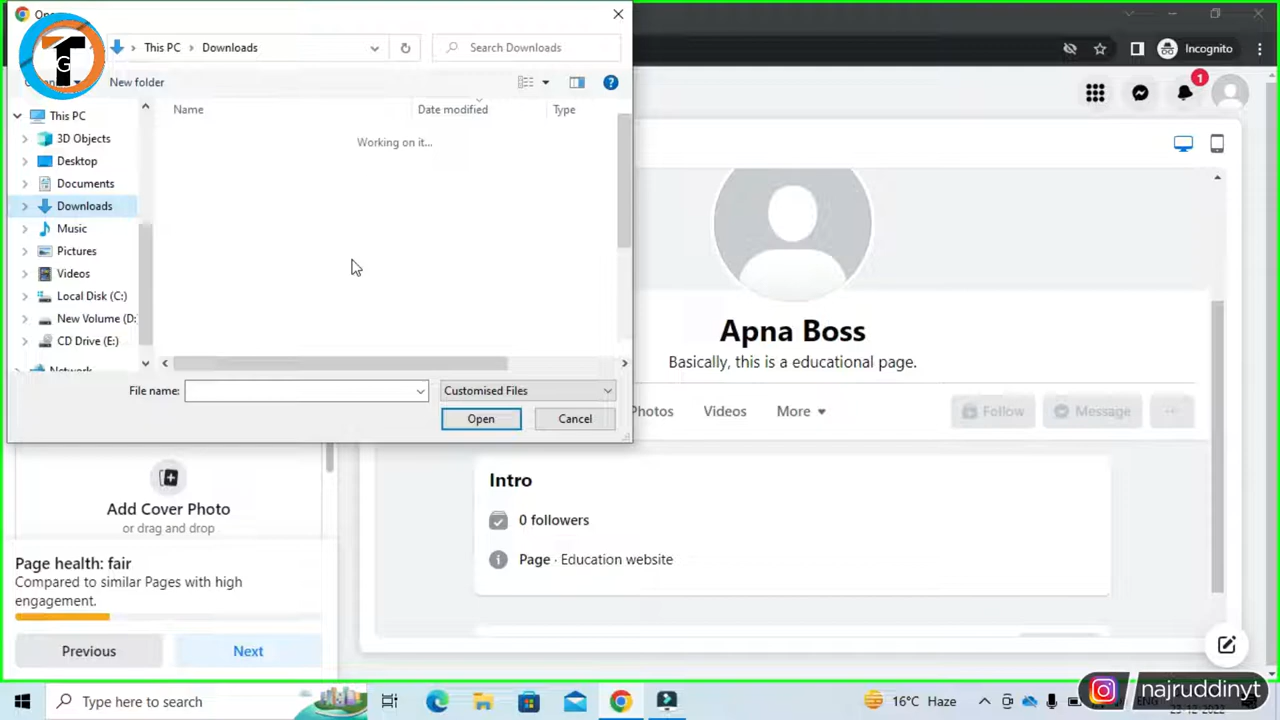 TG
This PC > Downloads
Search Downloads
Incognito
New folder
1
Name
Date modified
Type
This PC
Working on it...
3D Objects
Desktop
Documents
Downloads
Music
Pictures
Videos
Local Disk (C:)
New Volume (D:
CD Drive (E:)
File name:
Customised Files
Open
Cancel
Apna Boss
Basically, this is a educational page.
Photos
Videos
More
Follow
Message
Add Cover Photo
or drag and drop
Intro
0 followers
Page · Education website
Page health: fair
Compared to similar Pages with high
engagement.
Previous
Next
najruddinyt
Type here to search
16°C Haze